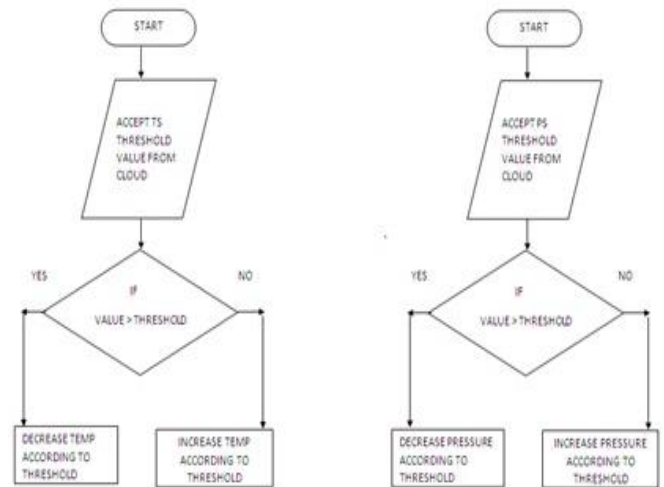 START
ACCEPT TS
THRESHOLD
VALUE FROM
CLOUD
YES
NO
IF
VALUE > THRESHOLD
DECREASE TEMP
ACCORDING TO
THRESHOLD
INCREASE TEMP
ACCORDING TO
THRESHOLD
START
ACCEPT PS
THRESHOLD
VALUE FROM
CLOUD
YES
NO
IF
VALUE > THRESHOLD
DECREASE PRESSURE
ACCORDING TO
THRESHOLD
INCREASE PRESSURE
ACCORDING TO
THRESHOLD